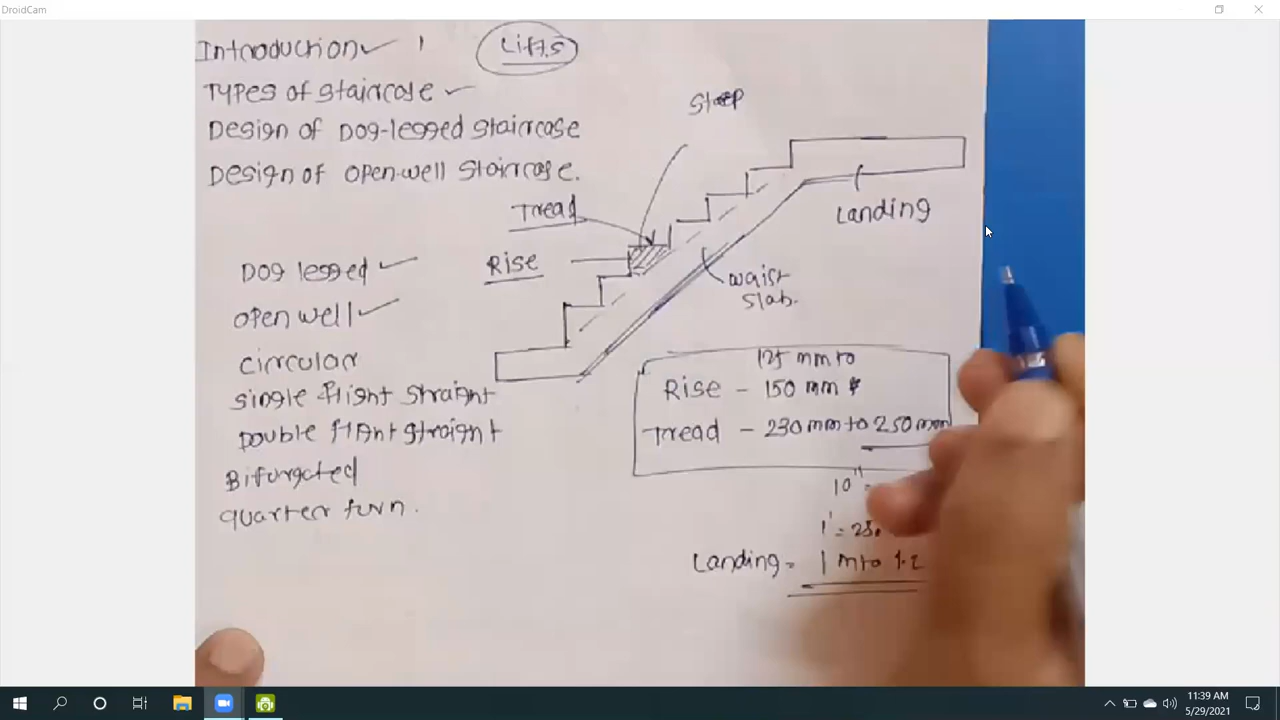 DroidCam
Introduction ✓
Lifts
Types of staircase ✓
Design of Dog-legged Staircase
Design of open-well staircase.
Step
Tread
Rise
Landing
waist
slab.
Dog legged ✓
open well ✓
circular
single flight straight
Double flight straight
Bifurgated
quarter turn.
125 mm to
Rise - 150 mm
Tread - 230 mm to 250 mm
10"
1' = 25
Landing = 1 m to 1.2
11:39 AM
5/29/2021